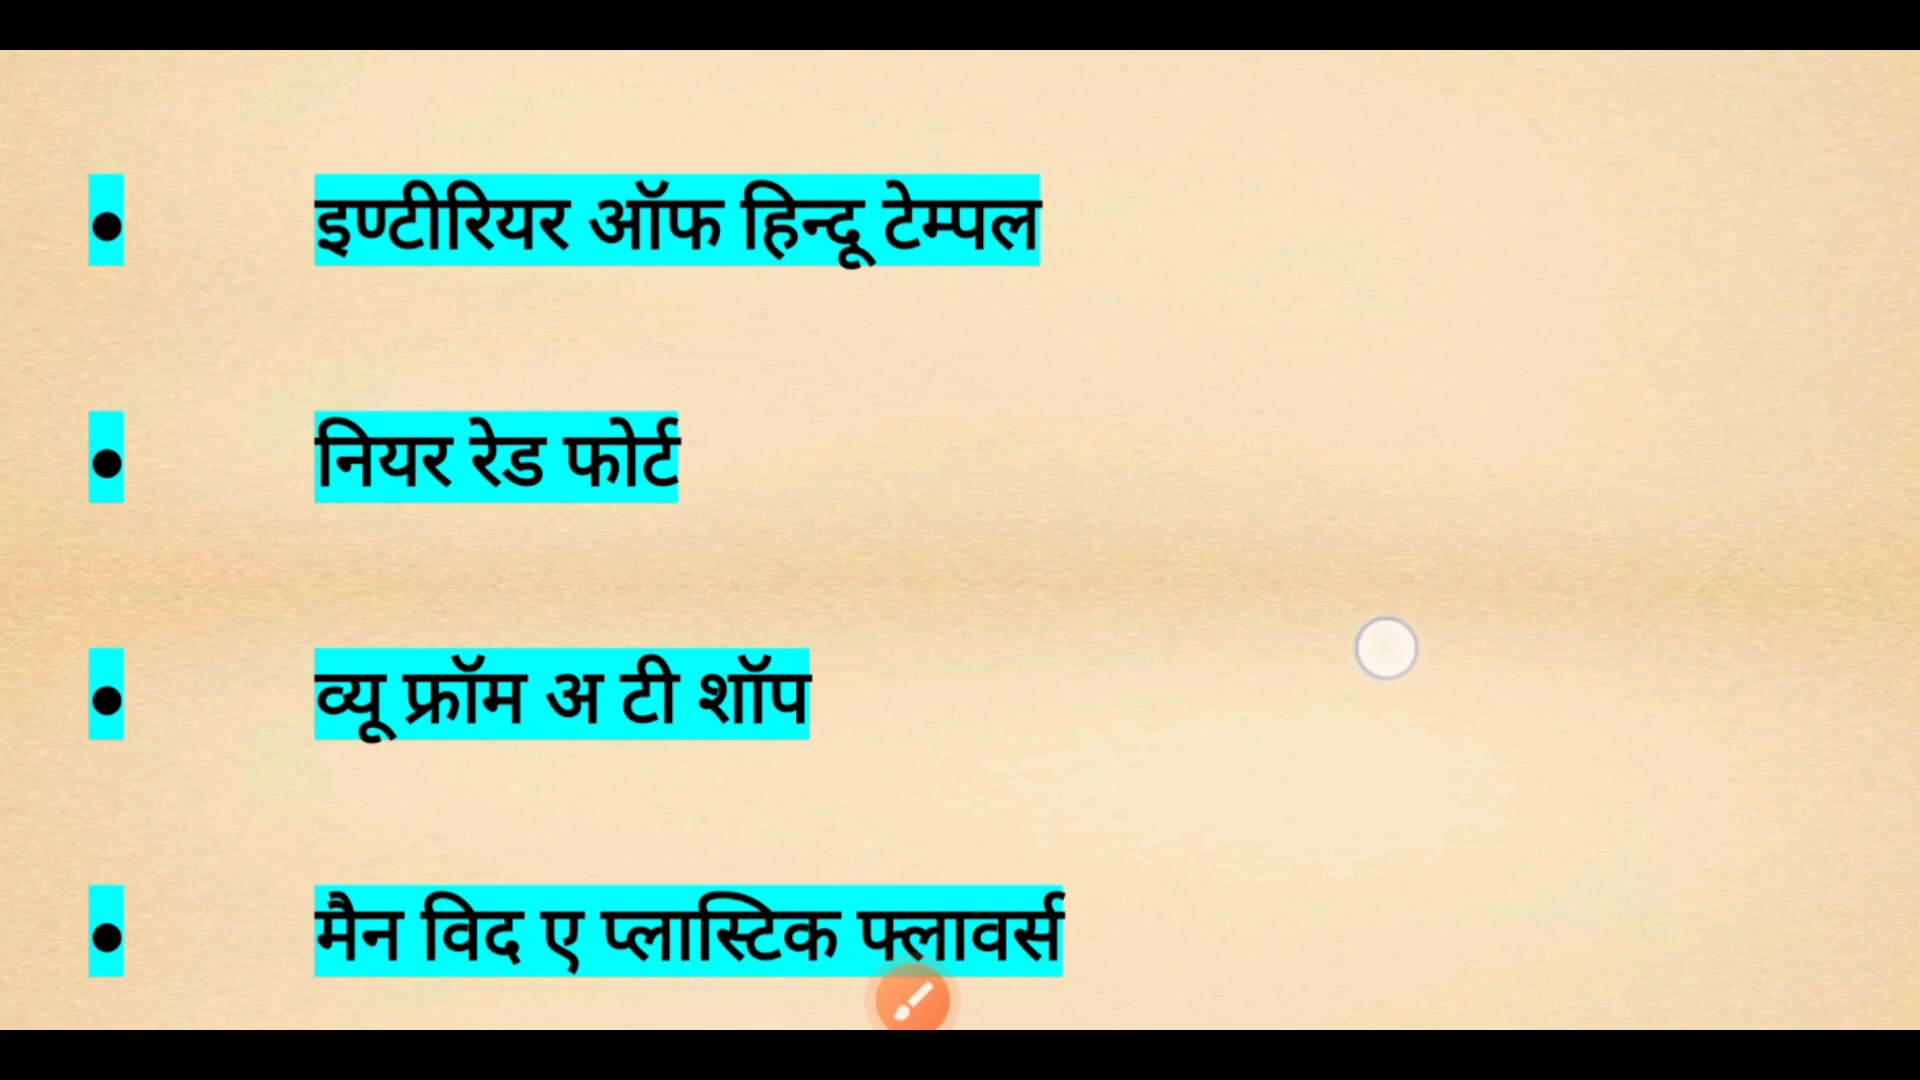 • इण्टीरियर ऑफ हिन्दू टेम्पल
• नियर रेड फोर्ट
• व्यू फ्रॉम अ टी शॉप
• मैन विद ए प्लास्टिक फ्लावर्स